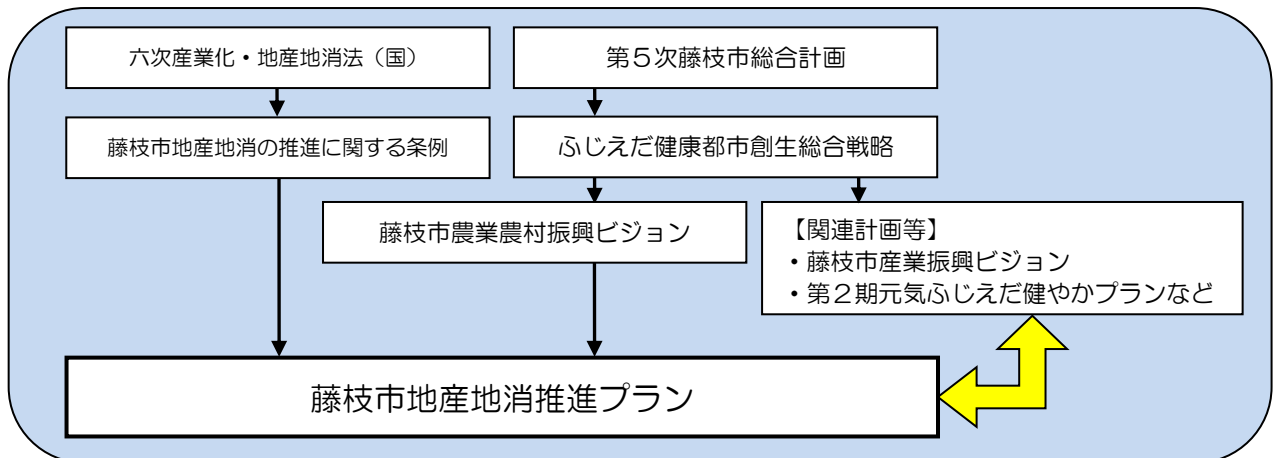 六次産業化・地産地消法（国）
第５次藤枝市総合計画
藤枝市地産地消の推進に関する条例
ふじえだ健康都市創生総合戦略
藤枝市農業農村振興ビジョン
【関連計画等】
・藤枝市産業振興ビジョン
・第２期元気ふじえだ健やかプランなど
藤枝市地産地消推進プラン